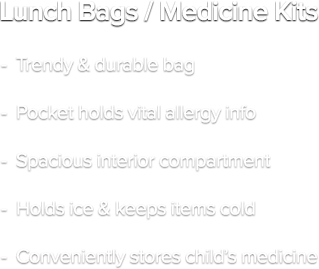 Lunch Bags / Medicine Kits
- Trendy & durable bag
- Pocket holds vital allergy info
- Spacious interior compartment
- Holds ice & keeps items cold
- Conveniently stores child's medicine